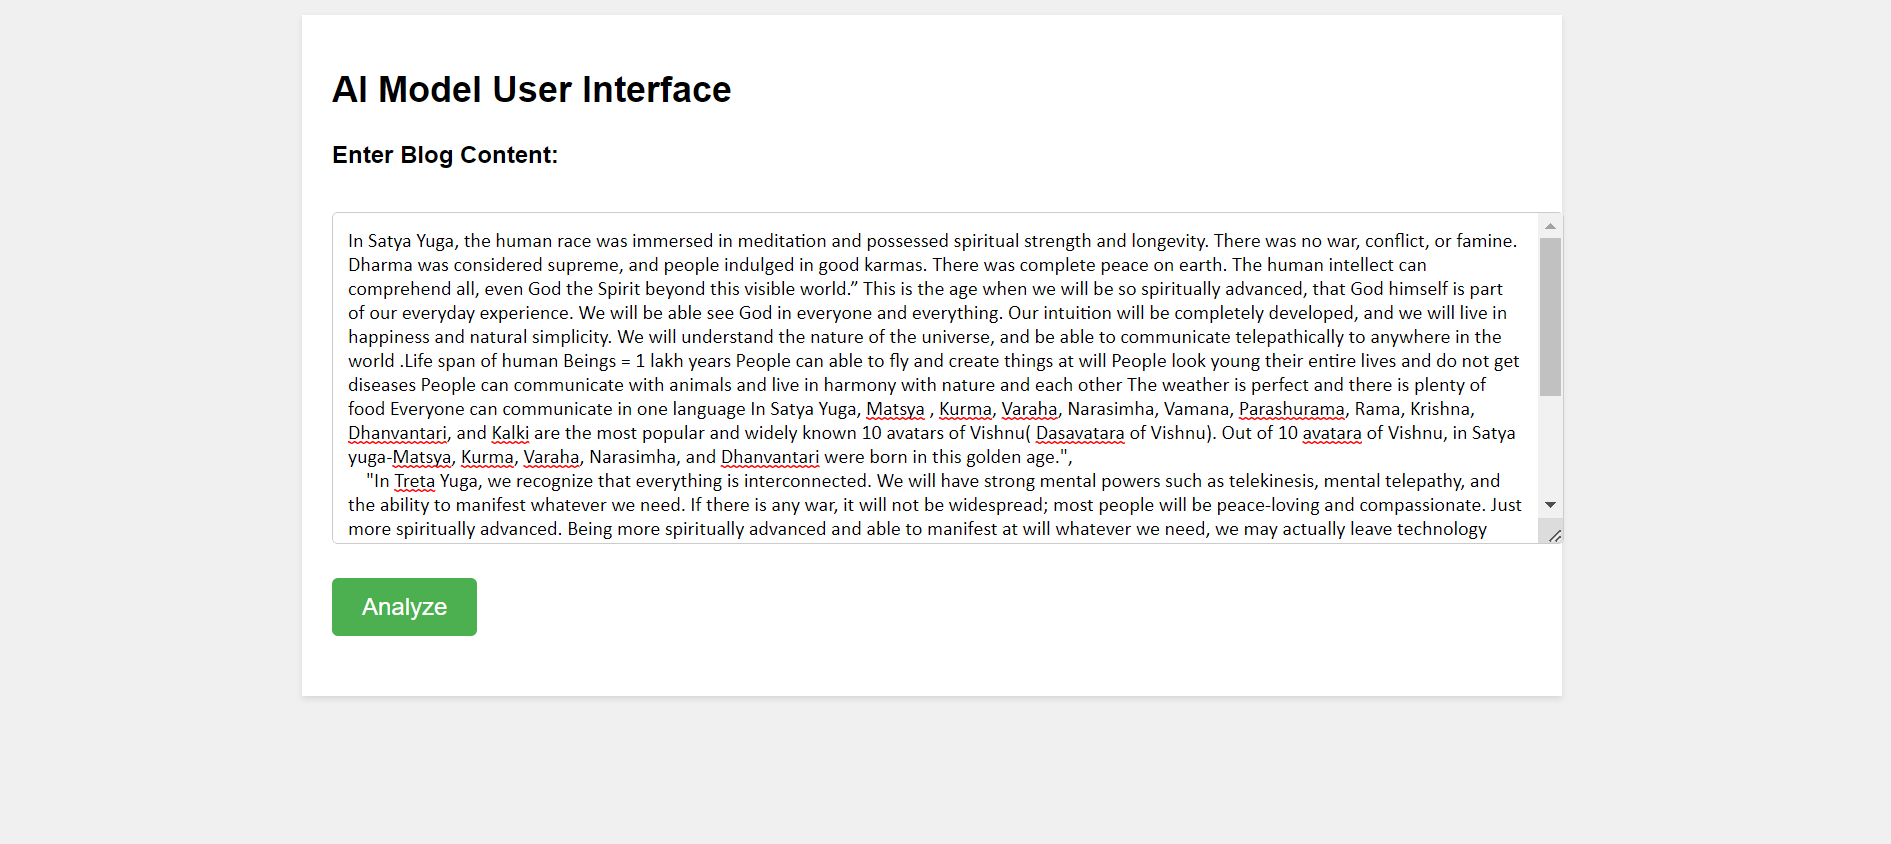 AI Model User Interface
Enter Blog Content:
In Satya Yuga, the human race was immersed in meditation and possessed spiritual strength and longevity. There was no war, conflict, or famine.
Dharma was considered supreme, and people indulged in good karmas. There was complete peace on earth. The human intellect can
comprehend all, even God the Spirit beyond this visible world.” This is the age when we will be so spiritually advanced, that God himself is part
of our everyday experience. We will be able see God in everyone and everything. Our intuition will be completely developed, and we will live in
happiness and natural simplicity. We will understand the nature of the universe, and be able to communicate telepathically to anywhere in the
world .Life span of human Beings = 1 lakh years People can able to fly and create things at will People look young their entire lives and do not get
diseases People can communicate with animals and live in harmony with nature and each other The weather is perfect and there is plenty of
food Everyone can communicate in one language In Satya Yuga, Matsya , Kurma, Varaha, Narasimha, Vamana, Parashurama, Rama, Krishna,
Dhanvantari, and Kalki are the most popular and widely known 10 avatars of Vishnu( Dasavatara of Vishnu). Out of 10 avatara of Vishnu, in Satya
yuga-Matsya, Kurma, Varaha, Narasimha, and Dhanvantari were born in this golden age.",
"In Treta Yuga, we recognize that everything is interconnected. We will have strong mental powers such as telekinesis, mental telepathy, and
the ability to manifest whatever we need. If there is any war, it will not be widespread; most people will be peace-loving and compassionate. Just
more spiritually advanced. Being more spiritually advanced and able to manifest at will whatever we need, we may actually leave technology
Analyze